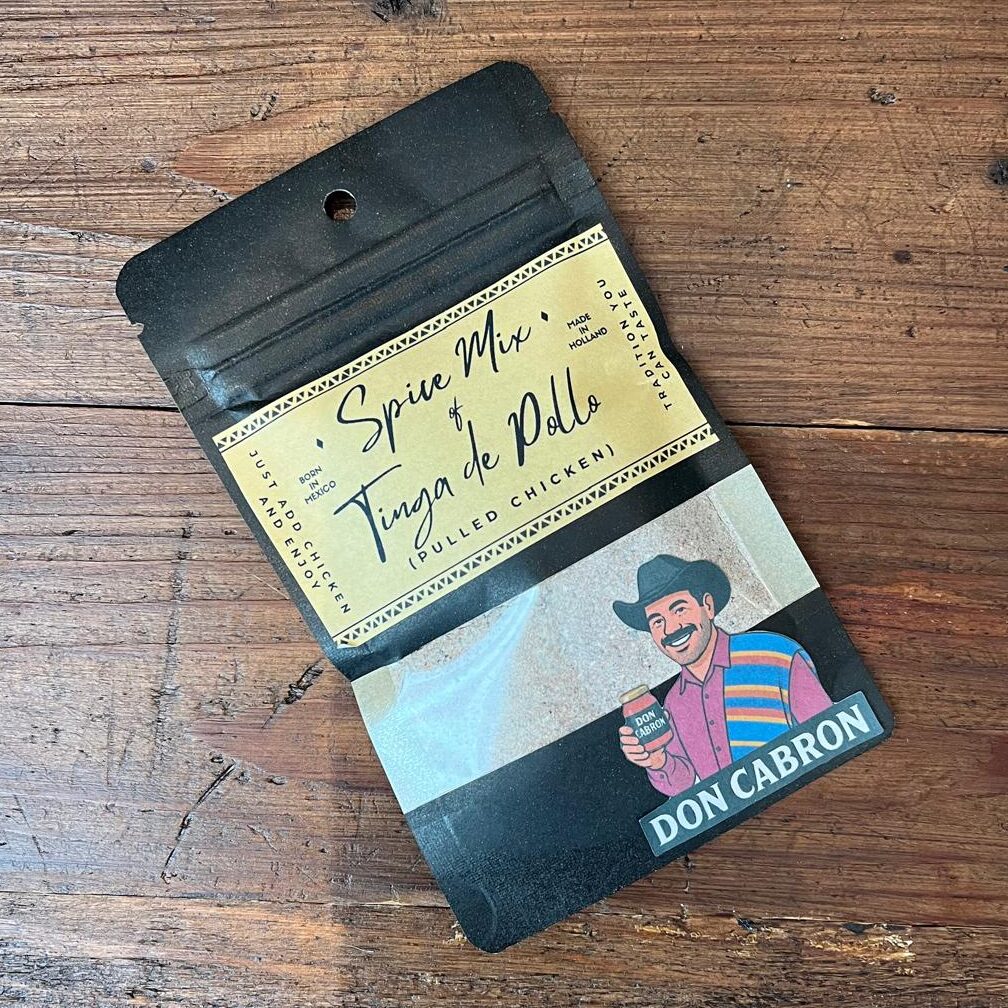 Spice Mix
of
Tinga de Pollo
(PULLED CHICKEN)
BORN
IN
MEXICO
MADE
IN
HOLLAND
JUST ADD CHICKEN
AND ENJOY
TRADITION YOU
CAN TASTE
DON
CABRON
DON CABRON